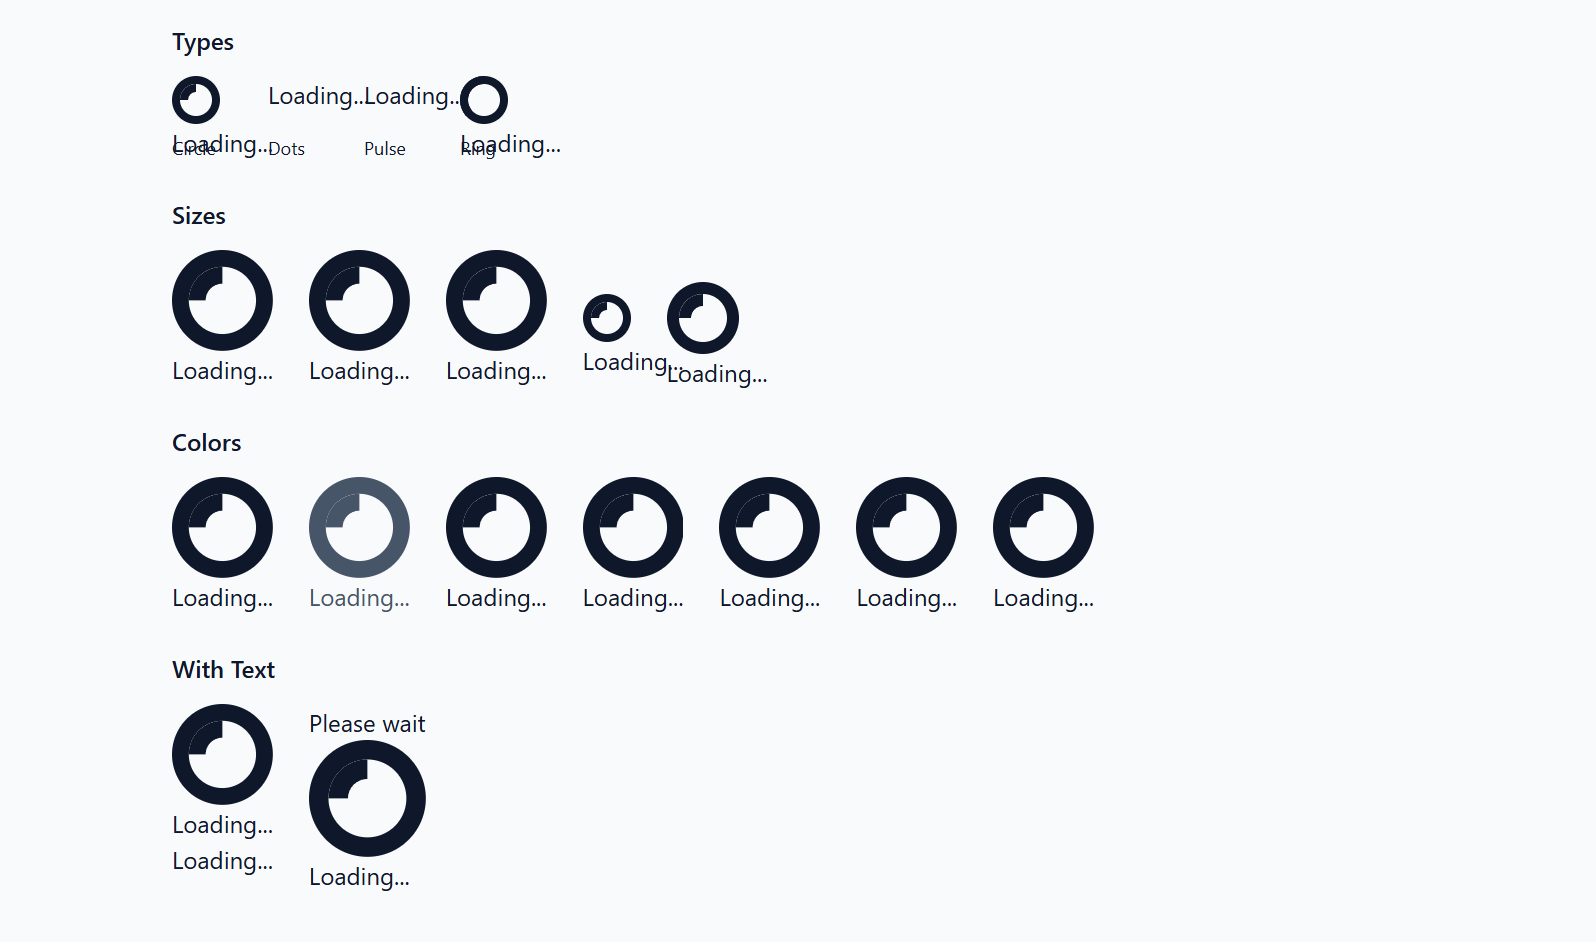 Types
Loading... Loading... Loading... Loading...
Circle Dots Pulse Ring
Sizes
Loading... Loading... Loading... Loading... Loading...
Colors
Loading... Loading... Loading... Loading... Loading... Loading... Loading...
With Text
Please wait
Loading...
Loading...
Loading...